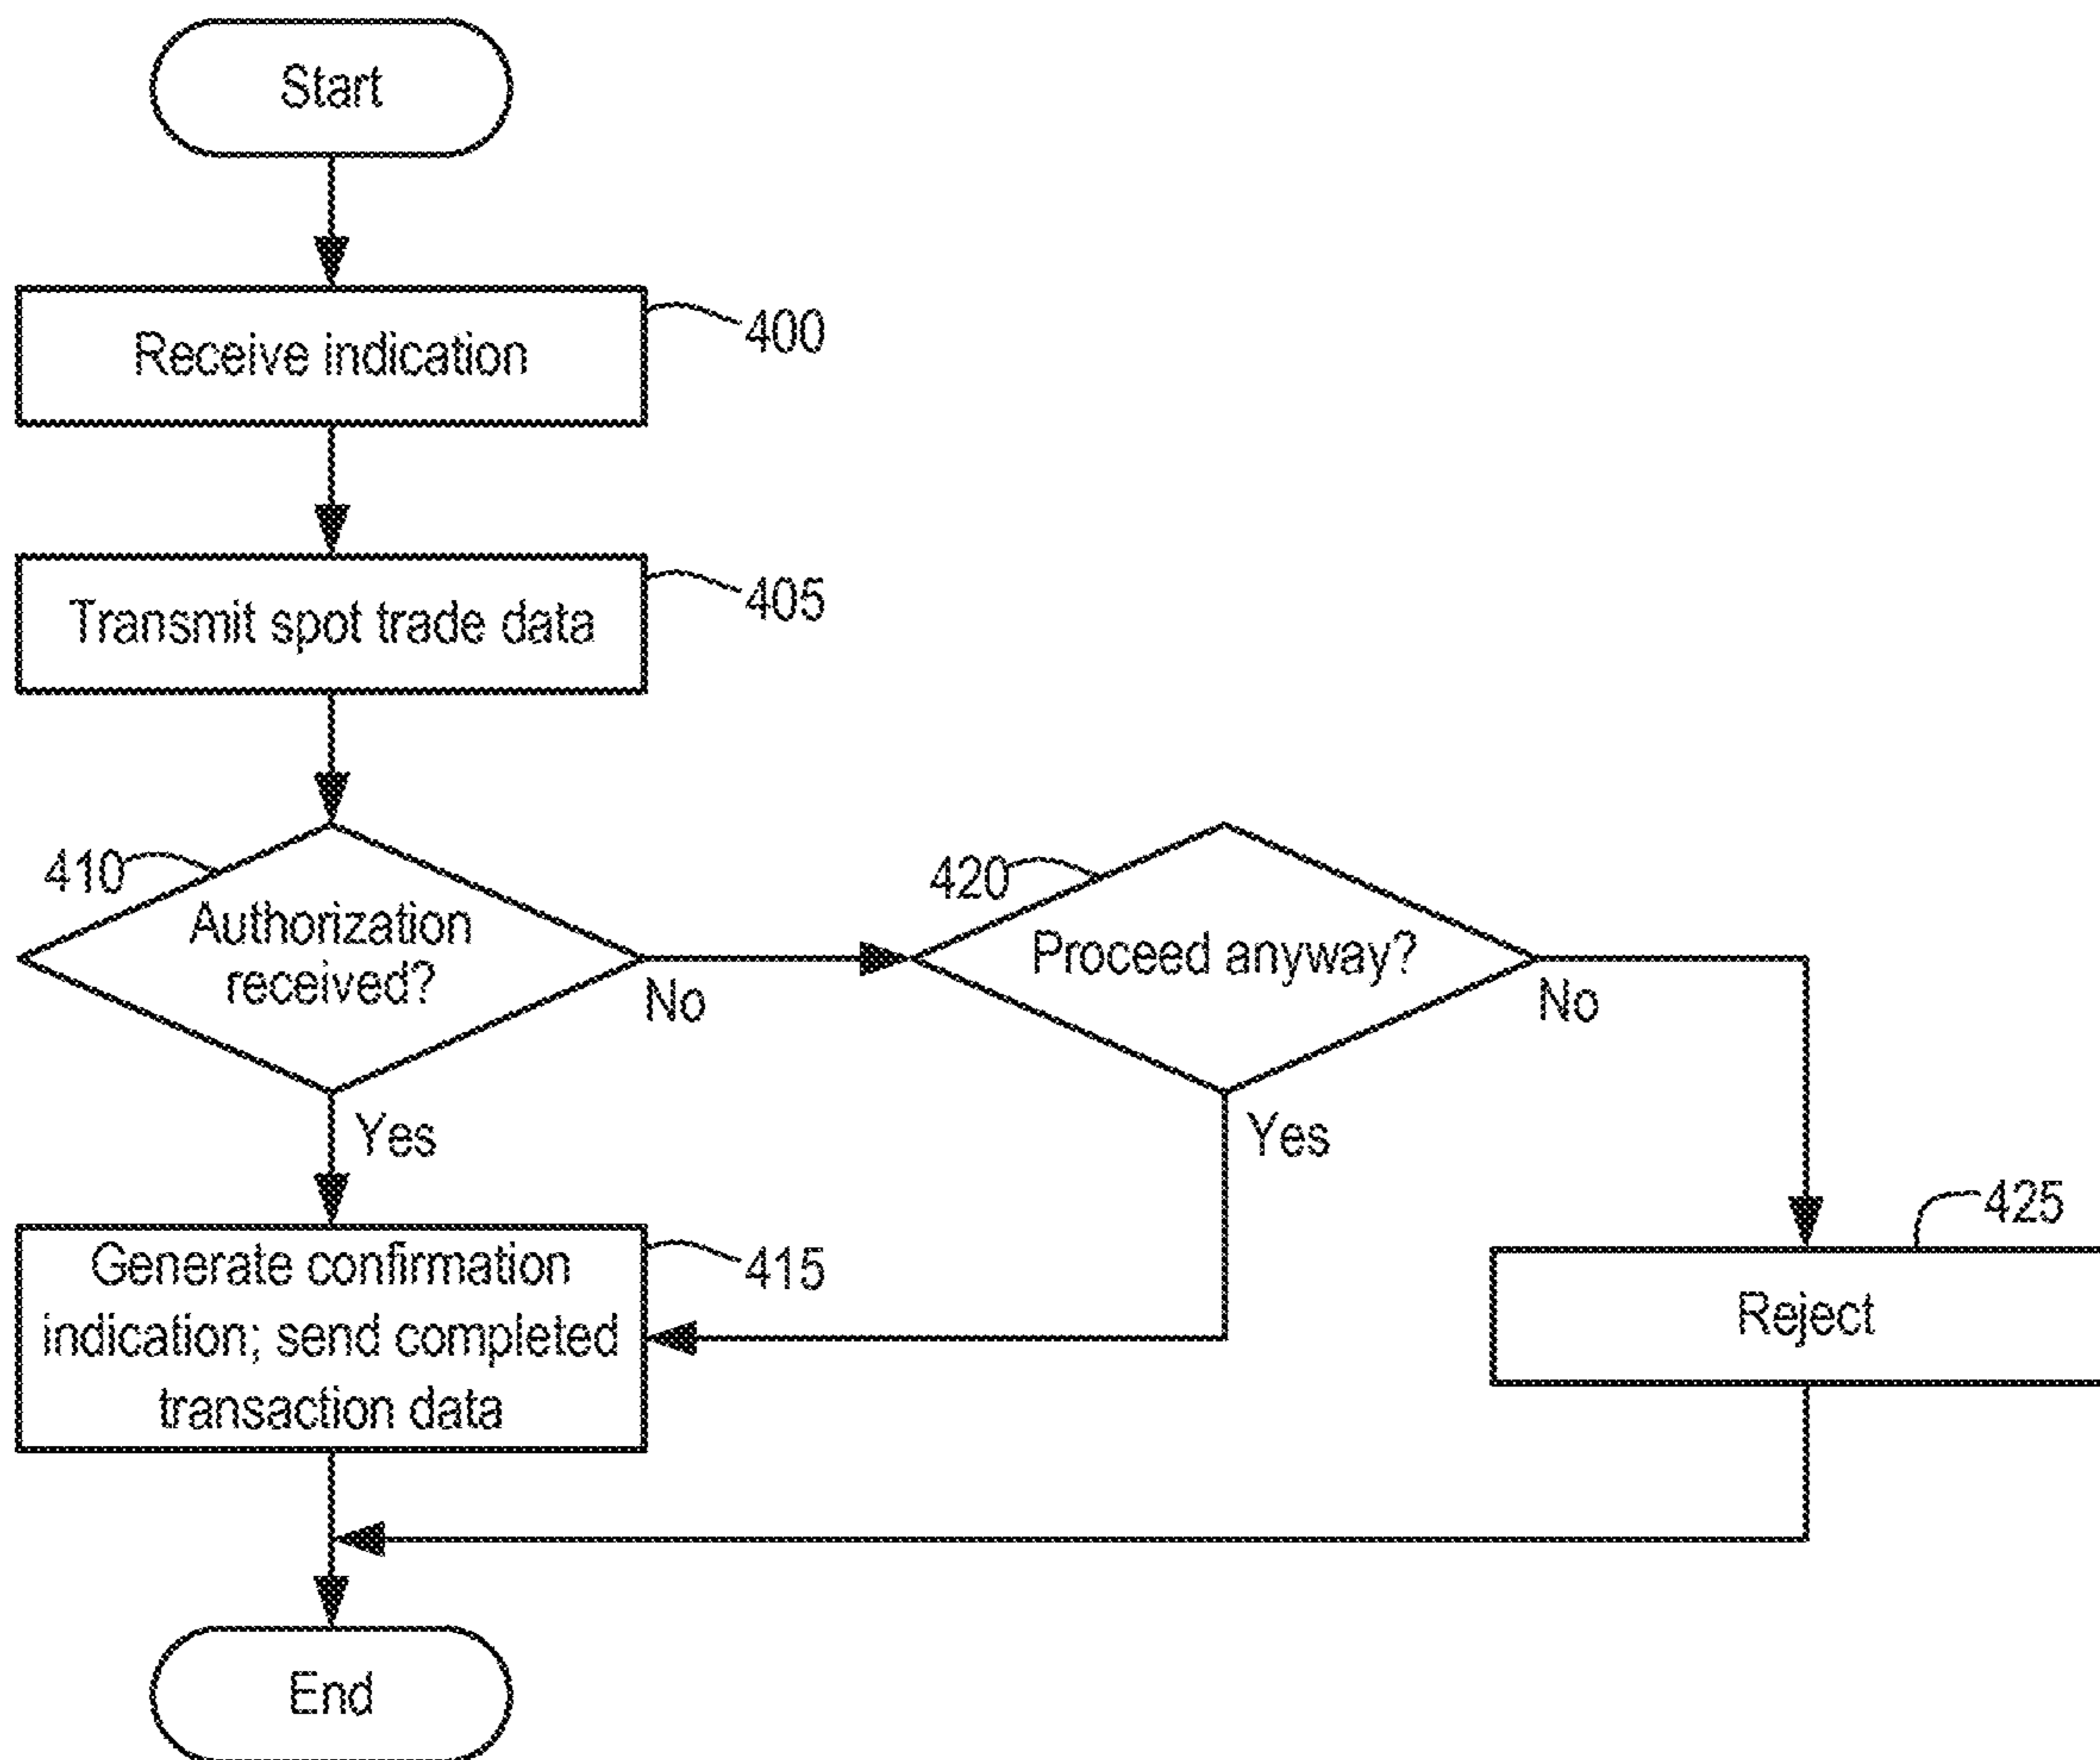 Start
Receive indication
400
Transmit spot trade data
405
410
Authorization
received?
No
Yes
420
Proceed anyway?
No
Yes
Generate confirmation
indication; send completed
transaction data
415
425
Reject
End